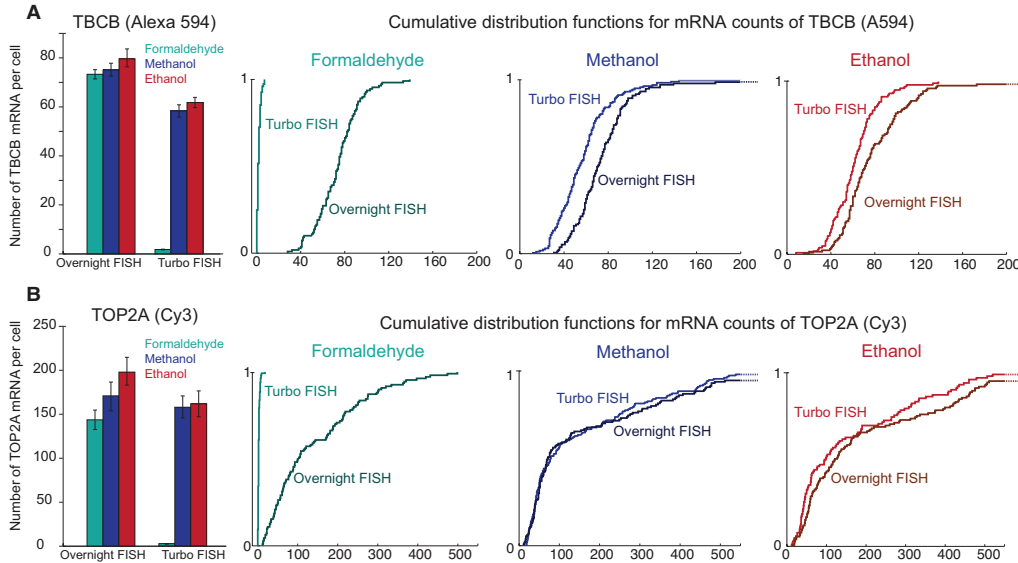 A
TBCB (Alexa 594)
Cumulative distribution functions for mRNA counts of TBCB (A594)
Number of TBCB mRNA per cell
80
60
40
20
0
Formaldehyde
Methanol
Ethanol
Overnight FISH
Turbo FISH
Formaldehyde
1
Turbo FISH
Overnight FISH
1
0 40 80 120 160 200
Methanol
1
Turbo FISH
Overnight FISH
0
40 80 120 160 200
Ethanol
1
Turbo FISH
Overnight FISH
0
0 40 80 120 160 200
B
TOP2A (Cy3)
Cumulative distribution functions for mRNA counts of TOP2A (Cy3)
Number of TOP2A mRNA per cell
250
200
150
100
50
0
Formaldehyde
Methanol
Ethanol
Overnight FISH
Turbo FISH
Formaldehyde
1
Turbo FISH
Overnight FISH
0
0 100 200 300 400 500
Methanol
1
Turbo FISH
Overnight FISH
0
100 200 300 400 500
Ethanol
1
Turbo FISH
Overnight FISH
0
0 100 200 300 400 500